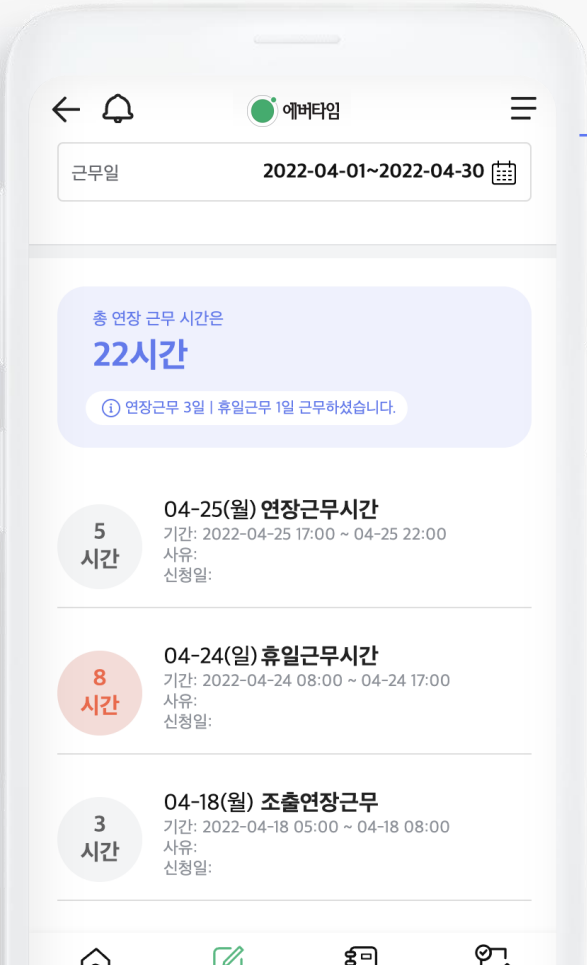 에버타임
근무일 2022-04-01~2022-04-30
총 연장 근무 시간은
22시간
연장근무 3일 | 휴일근무 1일 근무하셨습니다.
5
시간
04-25(월) 연장근무시간
기간: 2022-04-25 17:00 ~ 04-25 22:00
사유:
신청일:
8
시간
04-24(일) 휴일근무시간
기간: 2022-04-24 08:00 ~ 04-24 17:00
사유:
신청일:
3
시간
04-18(월) 조출연장근무
기간: 2022-04-18 05:00 ~ 04-18 08:00
사유:
신청일: